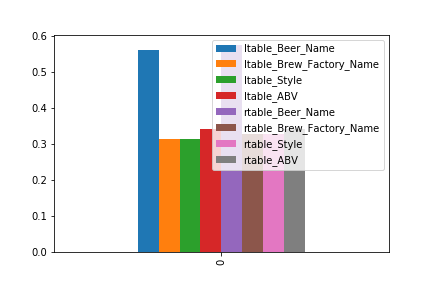 0.6
0.5
0.4
0.3
0.2
0.1
0.0
0
ltable_Beer_Name
ltable_Brew_Factory_Name
ltable_Style
ltable_ABV
rtable_Beer_Name
rtable_Brew_Factory_Name
rtable_Style
rtable_ABV